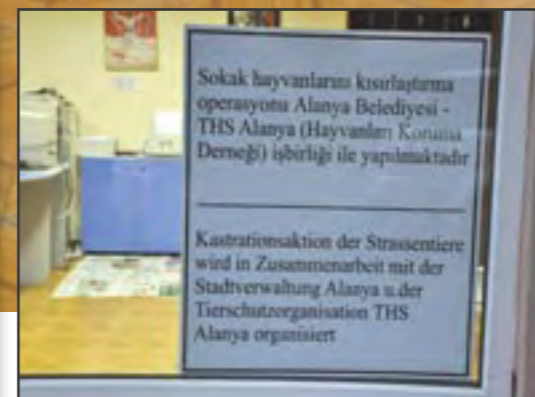 Sokak hayvanlarını kısırlaştırma
operasyonu Alanya Belediyesi -
THS Alanya (Hayvanları Koruma
Derneği) işbirliği ile yapılmaktadır
Kastrationsaktion der Strassentiere
wird in Zusammenarbeit mit der
Stadtverwaltung Alanya u.der
Tierschutzorganisation THS
Alanya organisiert